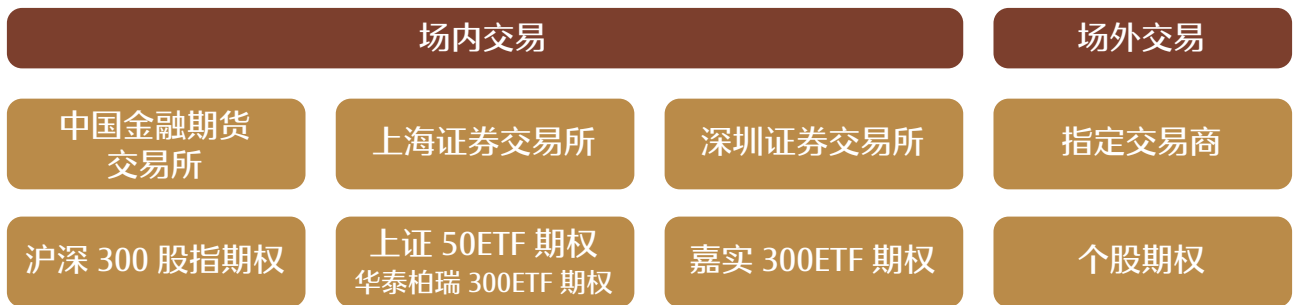 场内交易
场外交易
中国金融期货
交易所
上海证券交易所
深圳证券交易所
指定交易商
沪深 300 股指期权
上证 50ETF 期权
华泰柏瑞 300ETF 期权
嘉实 300ETF 期权
个股期权